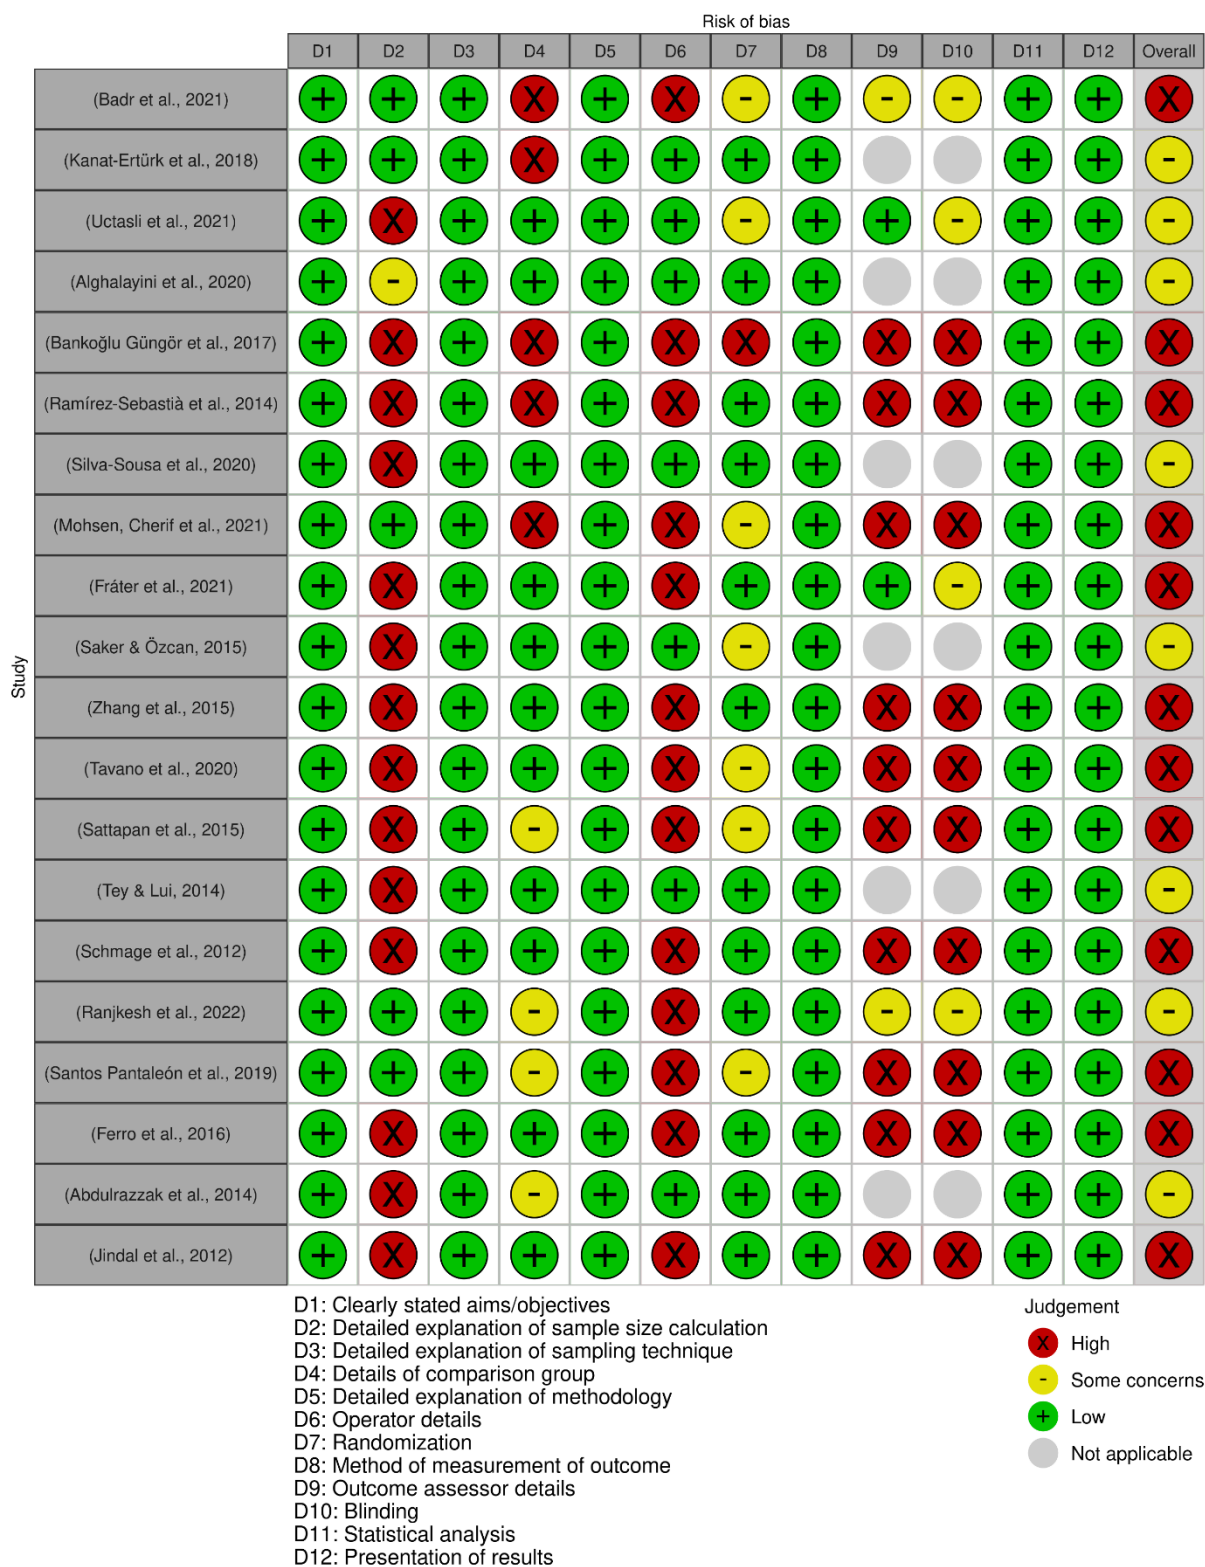 Risk of bias
D1 D2 D3 D4 D5 D6 D7 D8 D9 D10 D11 D12 Overall
Study
(Badr et al., 2021) + + + X + X - + - - + + X
(Kanat-Ertürk et al., 2018) + + + X + + + + + + -
(Uctasli et al., 2021) + X + + + + - + + - + + -
(Alghalayini et al., 2020) + - + + + + + + + + -
(Bankoğlu Güngör et al., 2017) + X + X + X X + X X + + X
(Ramírez-Sebastià et al., 2014) + X + X + X + + X X + + X
(Silva-Sousa et al., 2020) + X + + + + + + + + -
(Mohsen, Cherif et al., 2021) + + + X + X - + X X + + X
(Fráter et al., 2021) + X + + + X + + + - + + X
(Saker & Özcan, 2015) + X + + + + - + + + -
(Zhang et al., 2015) + X + + + X + + X X + + X
(Tavano et al., 2020) + X + + + X - + X X + + X
(Sattapan et al., 2015) + X + - + X - + X X + + X
(Tey & Lui, 2014) + X + + + + + + + + -
(Schmage et al., 2012) + X + + + X + + X X + + X
(Ranjkesh et al., 2022) + + + - + X + + - - + + -
(Santos Pantaleón et al., 2019) + + + - + X - + X X + + X
(Ferro et al., 2016) + X + + + X + + X X + + X
(Abdulrazzak et al., 2014) + X + - + + + + + + -
(Jindal et al., 2012) + X + + + X + + X X + + X
D1: Clearly stated aims/objectives
D2: Detailed explanation of sample size calculation
D3: Detailed explanation of sampling technique
D4: Details of comparison group
D5: Detailed explanation of methodology
D6: Operator details
D7: Randomization
D8: Method of measurement of outcome
D9: Outcome assessor details
D10: Blinding
D11: Statistical analysis
D12: Presentation of results
Judgement
X High
- Some concerns
+ Low
Not applicable